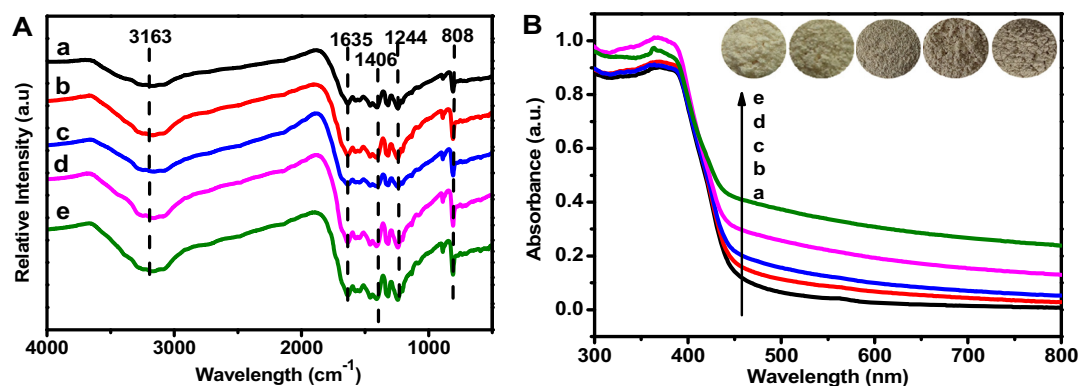 A
3163
1635
1406
1244
808
a
b
c
d
e
Relative Intensity (a.u)
4000
3000
2000
1000
Wavelength (cm⁻¹)
B
1.0
0.8
0.6
0.4
0.2
0.0
e
d
c
b
a
Absorbance (a.u.)
300
400
500
600
700
800
Wavelength (nm)